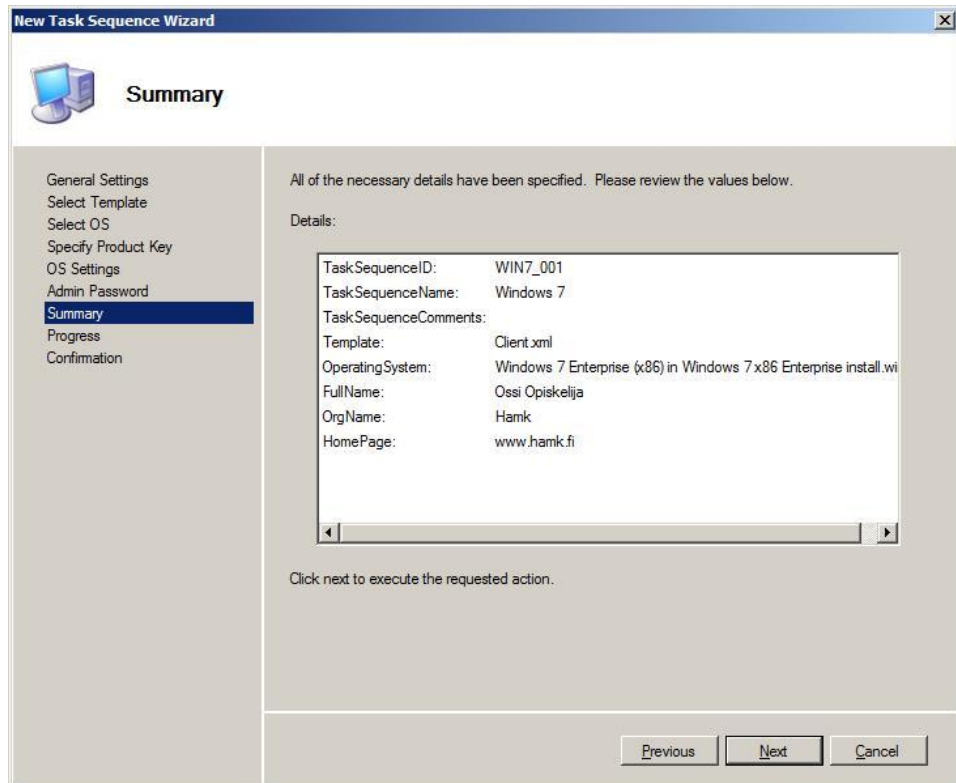 New Task Sequence Wizard
Summary
General Settings
Select Template
Select OS
Specify Product Key
OS Settings
Admin Password
Summary
Progress
Confirmation
All of the necessary details have been specified.  Please review the values below.
Details:
TaskSequenceID: WIN7_001
TaskSequenceName: Windows 7
TaskSequenceComments:
Template: Client.xml
OperatingSystem: Windows 7 Enterprise (x86) in Windows 7 x86 Enterprise install.wi
FullName: Ossi Opiskelija
OrgName: Hamk
HomePage: www.hamk.fi
Click next to execute the requested action.
Previous Next Cancel